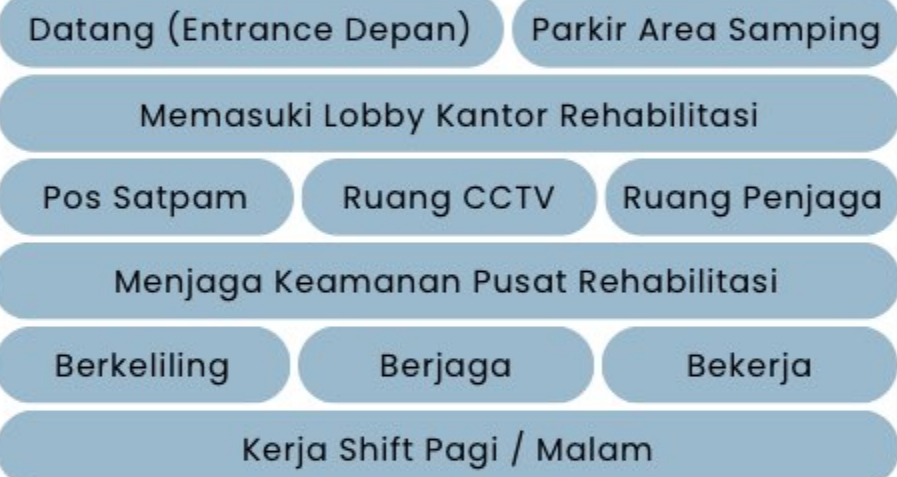 Datang (Entrance Depan) Parkir Area Samping
Memasuki Lobby Kantor Rehabilitasi
Pos Satpam Ruang CCTV Ruang Penjaga
Menjaga Keamanan Pusat Rehabilitasi
Berkeliling Berjaga Bekerja
Kerja Shift Pagi / Malam